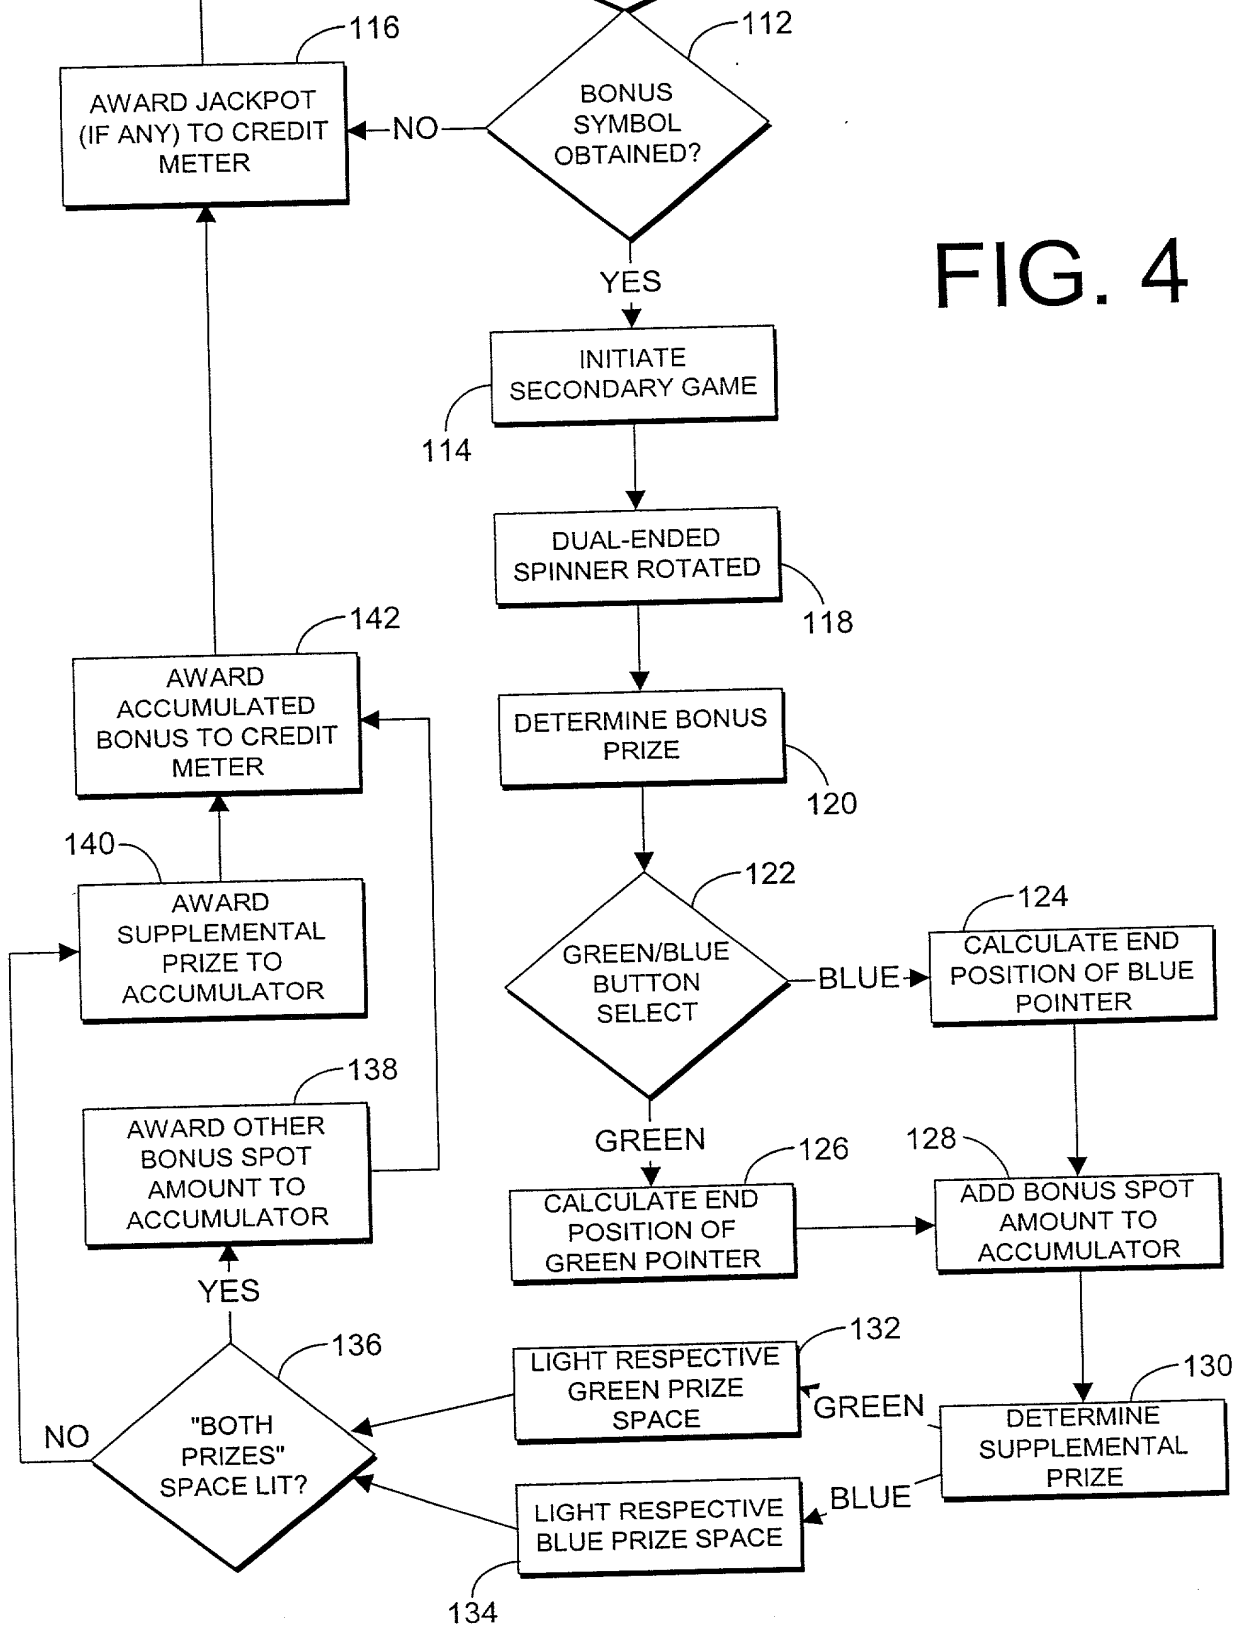 116
112
AWARD JACKPOT
(IF ANY) TO CREDIT
METER
NO
BONUS
SYMBOL
OBTAINED?
FIG. 4
YES
INITIATE
SECONDARY GAME
114
DUAL-ENDED
SPINNER ROTATED
118
142
AWARD
ACCUMULATED
BONUS TO CREDIT
METER
DETERMINE BONUS
PRIZE
120
140
AWARD
SUPPLEMENTAL
PRIZE TO
ACCUMULATOR
122
GREEN/BLUE
BUTTON
SELECT
BLUE
124
CALCULATE END
POSITION OF BLUE
POINTER
138
AWARD OTHER
BONUS SPOT
AMOUNT TO
ACCUMULATOR
GREEN
126
CALCULATE END
POSITION OF
GREEN POINTER
128
ADD BONUS SPOT
AMOUNT TO
ACCUMULATOR
YES
136
"BOTH
PRIZES"
SPACE LIT?
NO
132
LIGHT RESPECTIVE
GREEN PRIZE
SPACE
GREEN
130
DETERMINE
SUPPLEMENTAL
PRIZE
BLUE
LIGHT RESPECTIVE
BLUE PRIZE SPACE
134